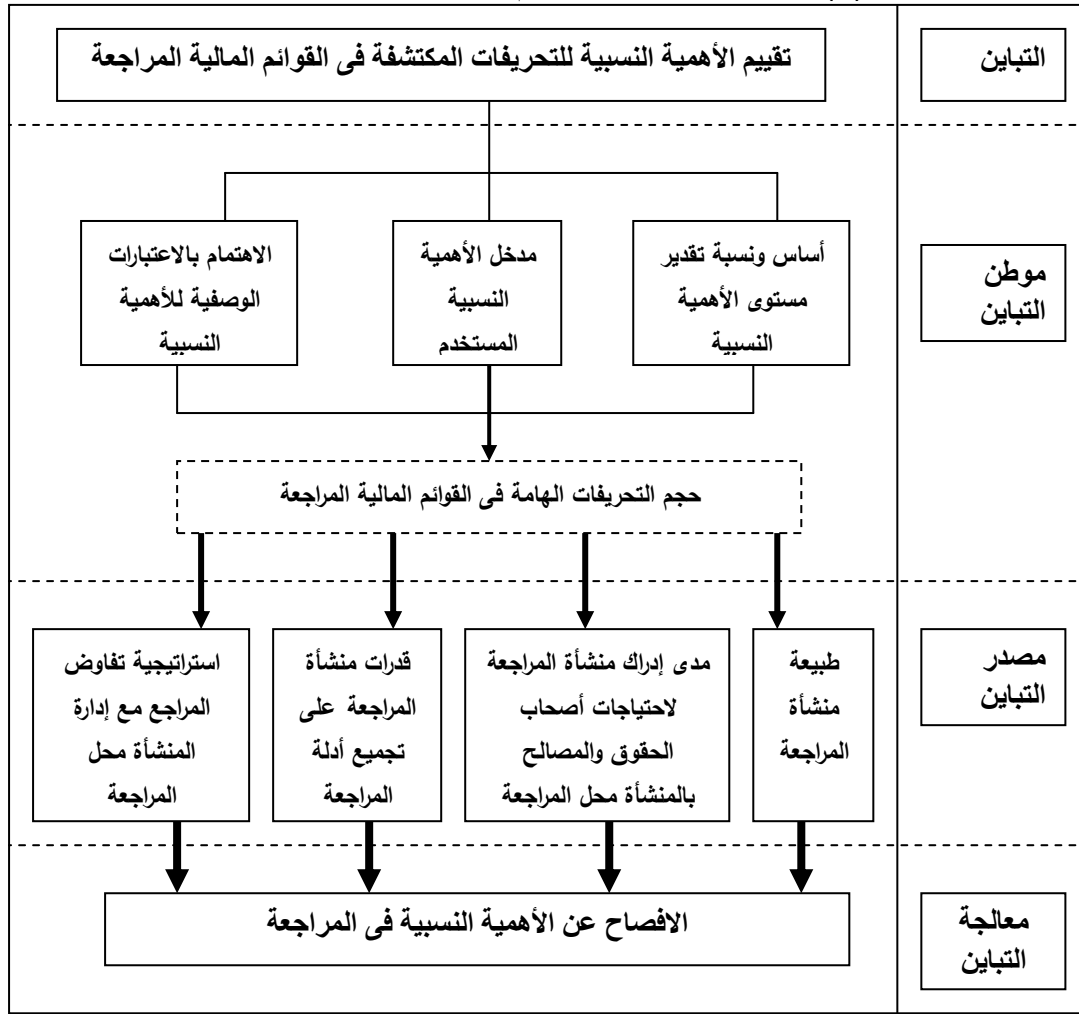 التباين
تقييم الأهمية النسبية للتحريفات المكتشفة فى القوائم المالية المراجعة
موطن
التباين
أساس ونسبة تقدير
مستوى الأهمية
النسبية
مدخل الأهمية
النسبية
المستخدم
الاهتمام بالاعتبارات
الوصفية للأهمية
النسبية
حجم التحريفات الهامة فى القوائم المالية المراجعة
مصدر
التباين
طبيعة
منشأة
المراجعة
مدى إدراك منشأة المراجعة
لاحتياجات أصحاب
الحقوق والمصالح
بالمنشأة محل المراجعة
قدرات منشأة
المراجعة على
تجميع أدلة
المراجعة
استراتيجية تفاوض
المراجع مع إدارة
المنشأة محل
المراجعة
معالجة
التباين
الافصاح عن الأهمية النسبية فى المراجعة